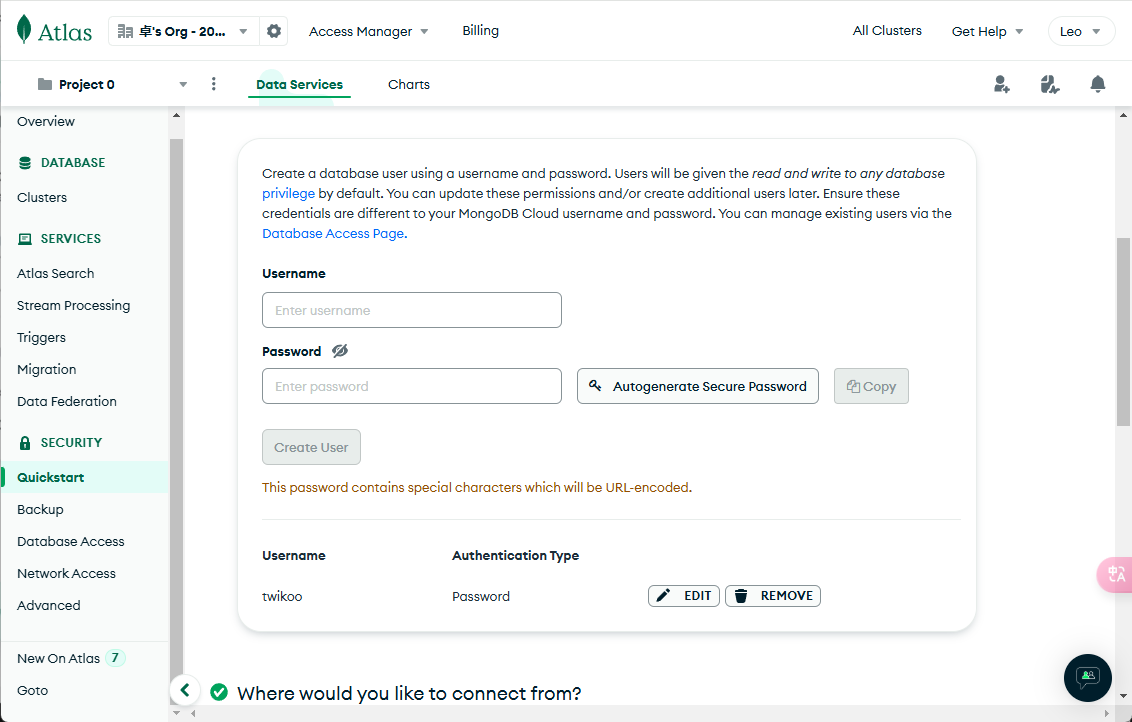 Atlas
卓's Org - 20...
Access Manager
Billing
All Clusters
Get Help
Leo
Project 0
Data Services
Charts
Overview
DATABASE
Clusters
SERVICES
Atlas Search
Stream Processing
Triggers
Migration
Data Federation
SECURITY
Quickstart
Backup
Database Access
Network Access
Advanced
New On Atlas 7
Goto
Create a database user using a username and password. Users will be given the read and write to any database
privilege by default. You can update these permissions and/or create additional users later. Ensure these
credentials are different to your MongoDB Cloud username and password. You can manage existing users via the
Database Access Page.
Username
Enter username
Password
Enter password
Autogenerate Secure Password
Copy
Create User
This password contains special characters which will be URL-encoded.
Username
Authentication Type
twikoo
Password
EDIT
REMOVE
中A
Where would you like to connect from?